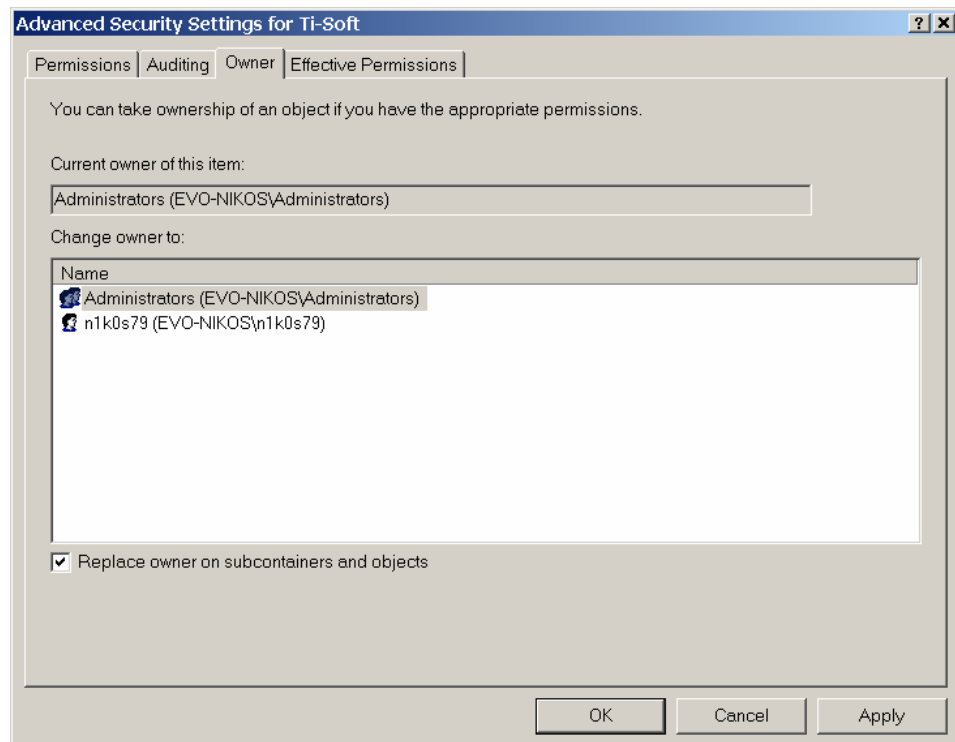 Advanced Security Settings for Ti-Soft
Permissions Auditing Owner Effective Permissions
You can take ownership of an object if you have the appropriate permissions.
Current owner of this item:
Administrators (EVO-NIKOS\Administrators)
Change owner to:
Name
Administrators (EVO-NIKOS\Administrators)
n1k0s79 (EVO-NIKOS\n1k0s79)
Replace owner on subcontainers and objects
OK Cancel Apply